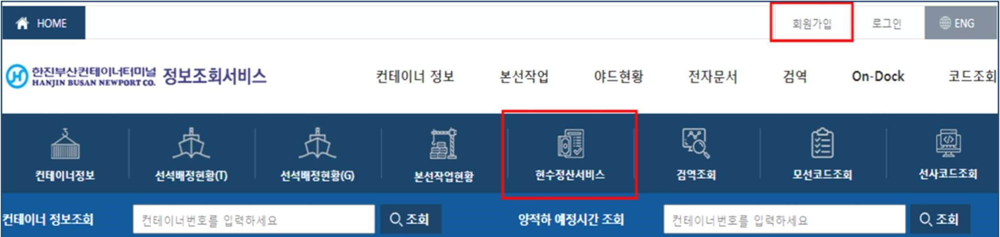 HOME 회원가입 로그인 ENG
한진부산컨테이너터미널 정보조회서비스
HANJIN BUSAN NEWPORT CO.
컨테이너 정보 본선작업 야드현황 전자문서 검역 On-Dock 코드조회
컨테이너정보 선석배정현황(T) 선석배정현황(G) 본선작업현황 현수정산서비스 검역조회 모선코드조회 선사코드조회
컨테이너 정보조회 컨테이너번호를 입력하세요 조회 양적하 예정시간 조회 컨테이너번호를 입력하세요 조회